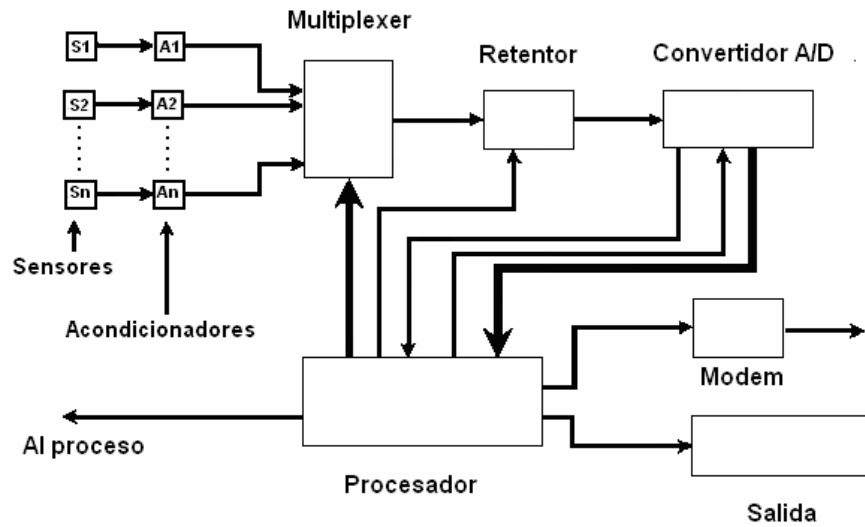 Multiplexer
Retentor
Convertidor A/D
S1
A1
S2
A2
Sn
An
Sensores
Acondicionadores
Modem
Al proceso
Procesador
Salida